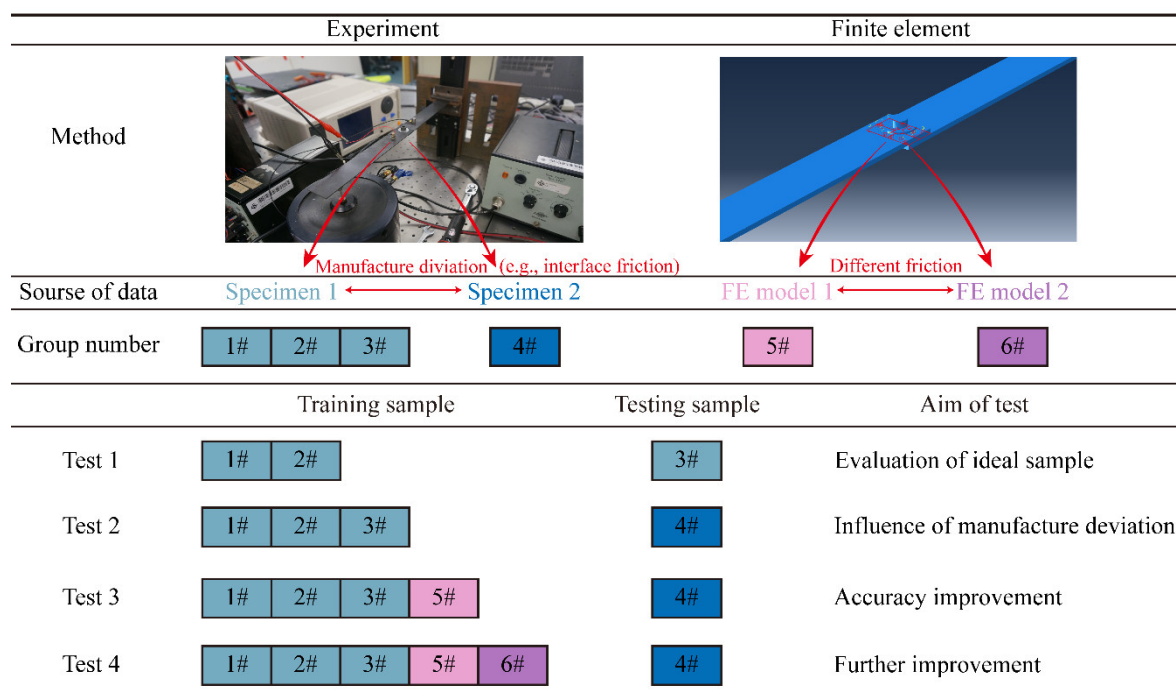 Experiment Finite element
Method
Manufacture diviation (e.g., interface friction) Different friction
Sourse of data Specimen 1 Specimen 2 FE model 1 FE model 2
Group number 1# 2# 3# 4# 5# 6#
Training sample Testing sample Aim of test
Test 1 1# 2# 3# Evaluation of ideal sample
Test 2 1# 2# 3# 4# Influence of manufacture deviation
Test 3 1# 2# 3# 5# 4# Accuracy improvement
Test 4 1# 2# 3# 5# 6# 4# Further improvement